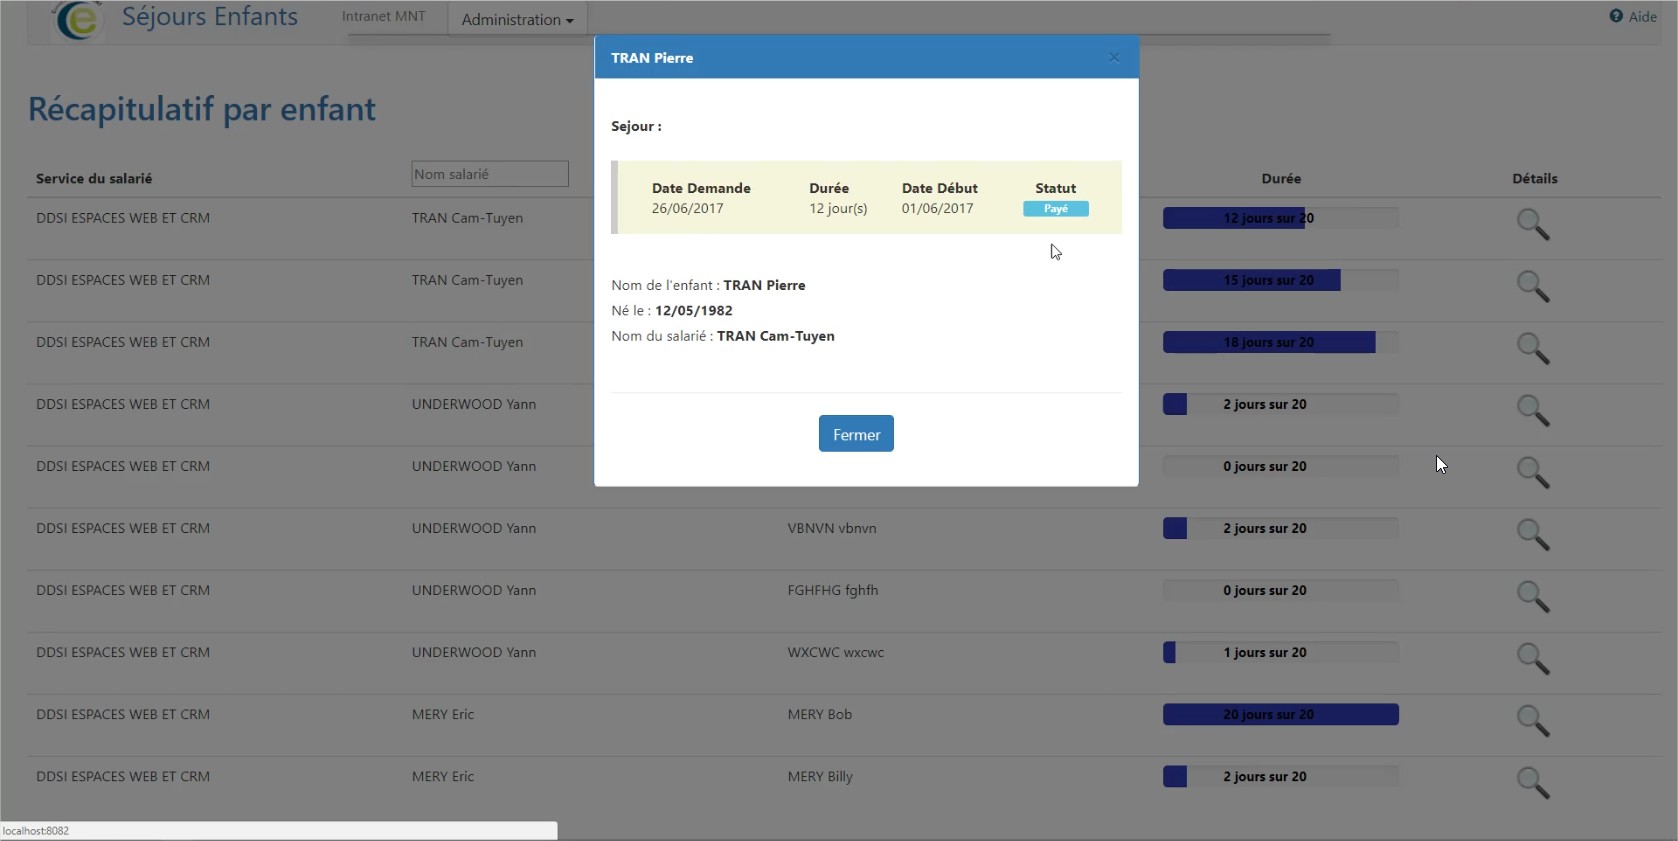 Séjours Enfants
Intranet MNT
Administration
Aide
Récapitulatif par enfant
TRAN Pierre
×
Sejour :
Date Demande Durée Date Début Statut
26/06/2017 12 jour(s) 01/06/2017 Payé
Nom de l'enfant : TRAN Pierre
Né le : 12/05/1982
Nom du salarié : TRAN Cam-Tuyen
Fermer
Service du salarié Nom salarié Durée Détails
DDSI ESPACES WEB ET CRM TRAN Cam-Tuyen 12 jours sur 20
DDSI ESPACES WEB ET CRM TRAN Cam-Tuyen 15 jours sur 20
DDSI ESPACES WEB ET CRM TRAN Cam-Tuyen 18 jours sur 20
DDSI ESPACES WEB ET CRM UNDERWOOD Yann 2 jours sur 20
DDSI ESPACES WEB ET CRM UNDERWOOD Yann 0 jours sur 20
DDSI ESPACES WEB ET CRM UNDERWOOD Yann VBNVN vbnvn 2 jours sur 20
DDSI ESPACES WEB ET CRM UNDERWOOD Yann FGHFHG fghfh 0 jours sur 20
DDSI ESPACES WEB ET CRM UNDERWOOD Yann WXCWC wxcwc 1 jours sur 20
DDSI ESPACES WEB ET CRM MERY Eric MERY Bob 20 jours sur 20
DDSI ESPACES WEB ET CRM MERY Eric MERY Billy 2 jours sur 20
localhost:8082